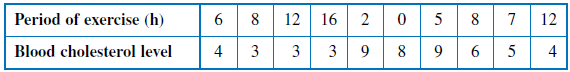 Period of exercise (h) 6 8 12 16 2 0 5 8 7 12
Blood cholesterol level 4 3 3 3 9 8 9 6 5 4